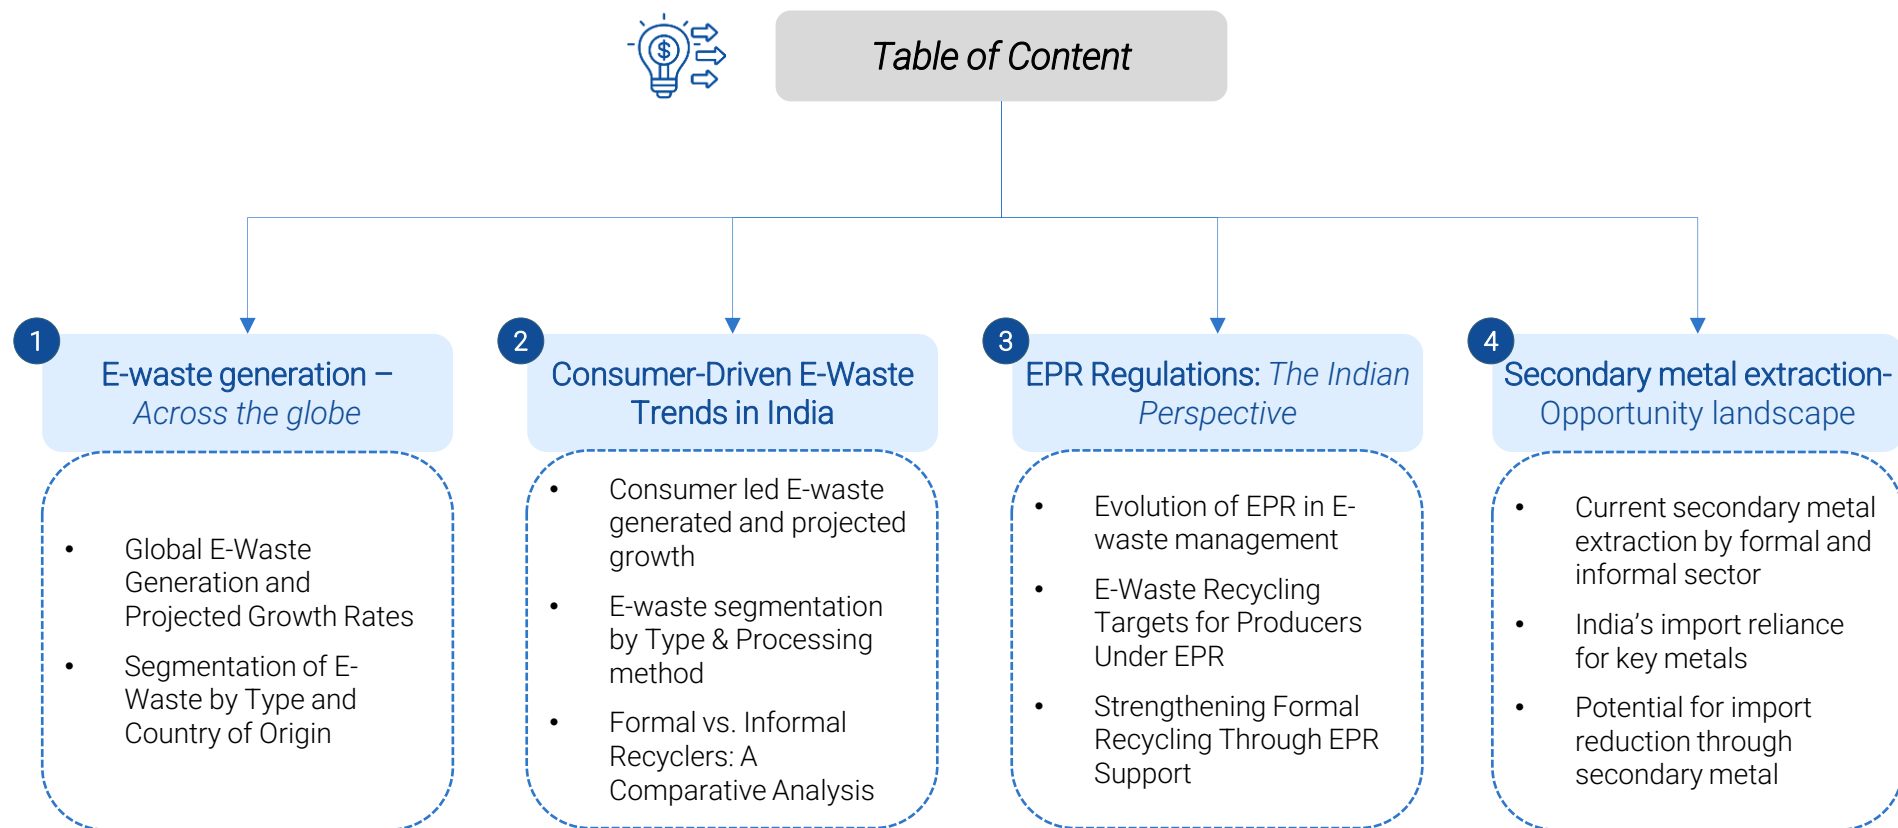 $
Table of Content
1
E-waste generation –
Across the globe
• Global E-Waste
Generation and
Projected Growth Rates
• Segmentation of E-
Waste by Type and
Country of Origin
2
Consumer-Driven E-Waste
Trends in India
• Consumer led E-waste
generated and projected
growth
• E-waste segmentation
by Type & Processing
method
• Formal vs. Informal
Recyclers: A
Comparative Analysis
3
EPR Regulations: The Indian
Perspective
• Evolution of EPR in E-
waste management
• E-Waste Recycling
Targets for Producers
Under EPR
• Strengthening Formal
Recycling Through EPR
Support
4
Secondary metal extraction-
Opportunity landscape
• Current secondary metal
extraction by formal and
informal sector
• India’s import reliance
for key metals
• Potential for import
reduction through
secondary metal